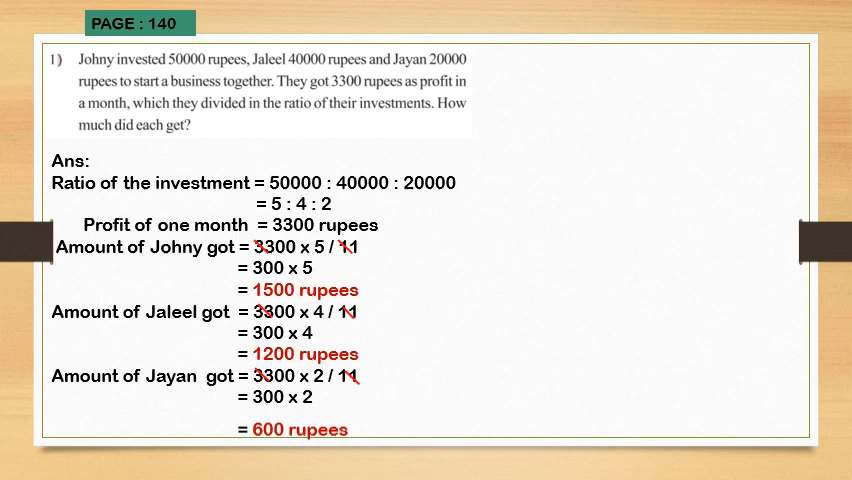 PAGE : 140
1) Johny invested 50000 rupees, Jaleel 40000 rupees and Jayan 20000
rupees to start a business together. They got 3300 rupees as profit in
a month, which they divided in the ratio of their investments. How
much did each get?
Ans:
Ratio of the investment = 50000 : 40000 : 20000
= 5 : 4 : 2
Profit of one month = 3300 rupees
Amount of Johny got = 3300 x 5 / 11
= 300 x 5
= 1500 rupees
Amount of Jaleel got = 3300 x 4 / 11
= 300 x 4
= 1200 rupees
Amount of Jayan got = 3300 x 2 / 11
= 300 x 2
= 600 rupees